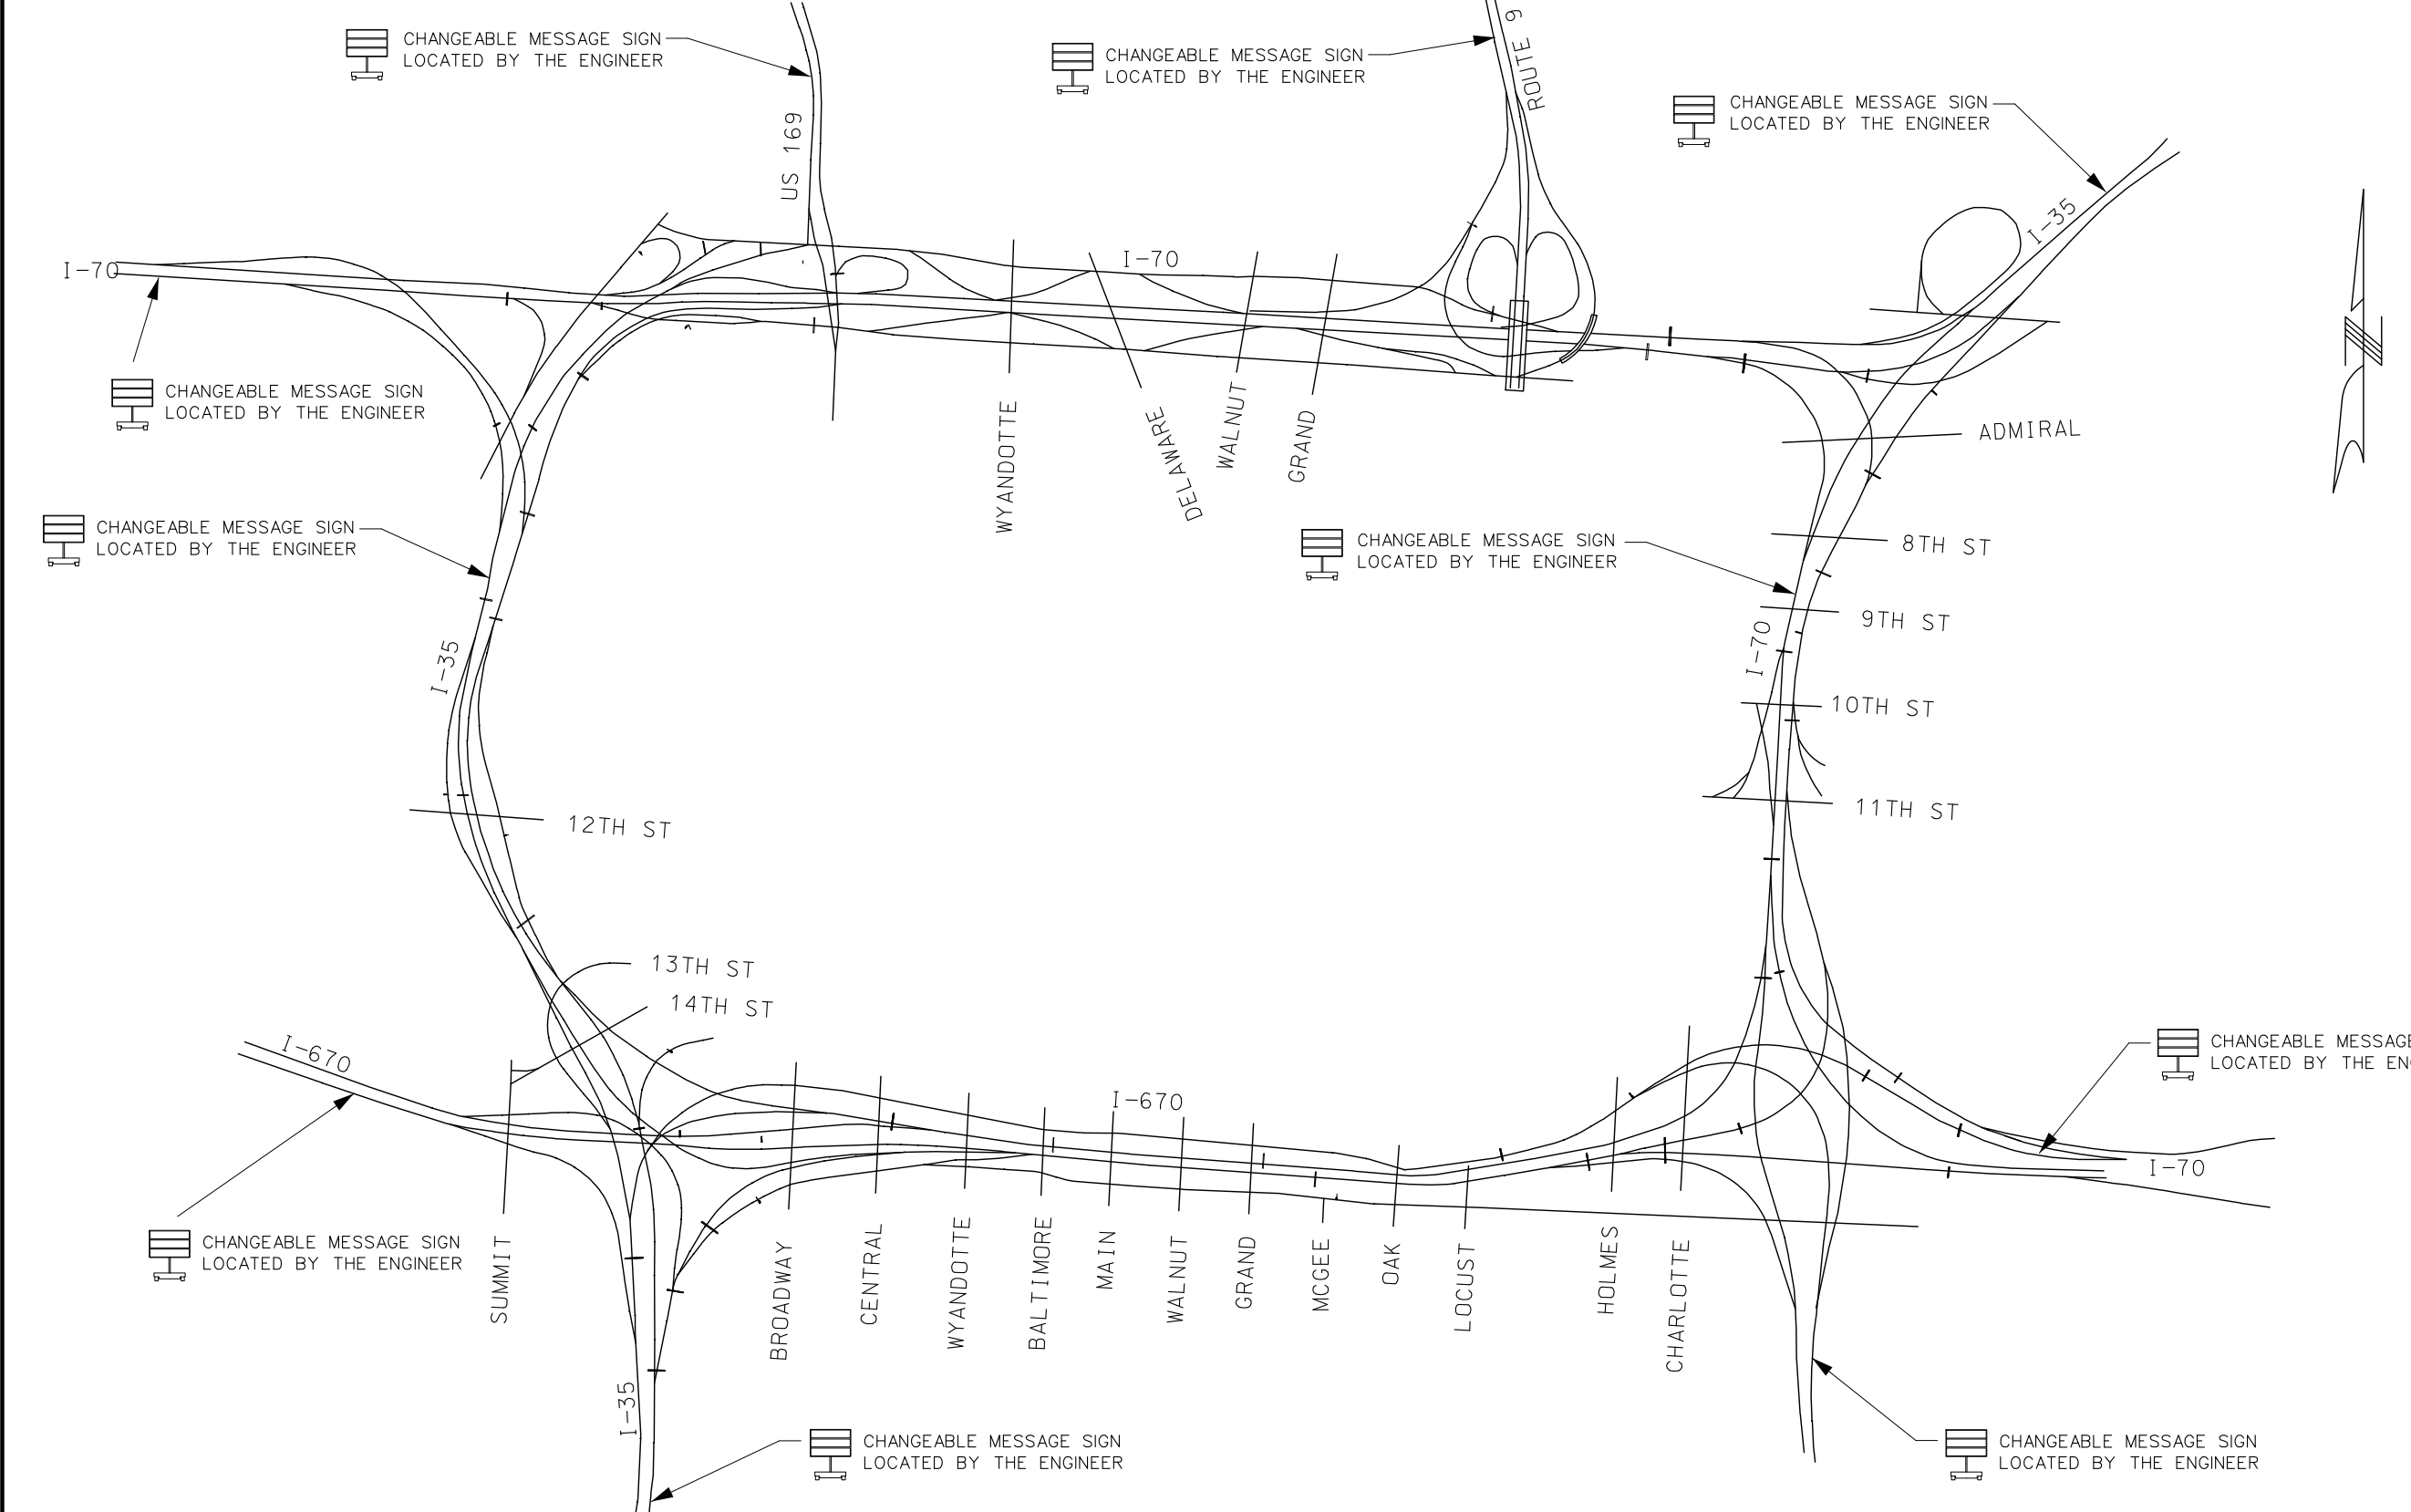 CHANGEABLE MESSAGE SIGN
LOCATED BY THE ENGINEER
CHANGEABLE MESSAGE SIGN
LOCATED BY THE ENGINEER
ROUTE 9
CHANGEABLE MESSAGE SIGN
LOCATED BY THE ENGINEER
US 169
I-35
I-70
I-70
CHANGEABLE MESSAGE SIGN
LOCATED BY THE ENGINEER
WYANDOTTE
DELAWARE
WALNUT
GRAND
ADMIRAL
CHANGEABLE MESSAGE SIGN
LOCATED BY THE ENGINEER
CHANGEABLE MESSAGE SIGN
LOCATED BY THE ENGINEER
8TH ST
9TH ST
I-35
I-70
10TH ST
11TH ST
12TH ST
13TH ST
14TH ST
I-670
CHANGEABLE MESSAGE
LOCATED BY THE EN
I-670
I-70
CHANGEABLE MESSAGE SIGN
LOCATED BY THE ENGINEER
SUMMIT
BROADWAY
CENTRAL
WYANDOTTE
BALTIMORE
MAIN
WALNUT
GRAND
MCGEE
OAK
LOCUST
HOLMES
CHARLOTTE
I-35
CHANGEABLE MESSAGE SIGN
LOCATED BY THE ENGINEER
CHANGEABLE MESSAGE SIGN
LOCATED BY THE ENGINEER